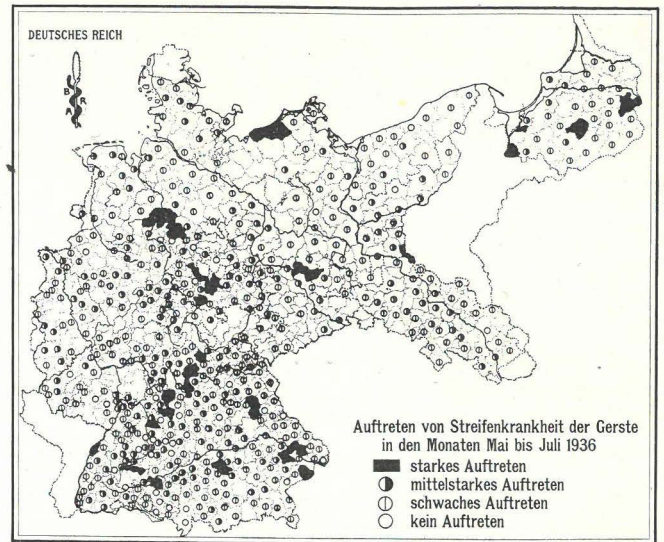 DEUTSCHES REICH
B
R
A
Auftreten von Streifenkrankheit der Gerste
in den Monaten Mai bis Juli 1936
starkes Auftreten
mittelstarkes Auftreten
schwaches Auftreten
kein Auftreten